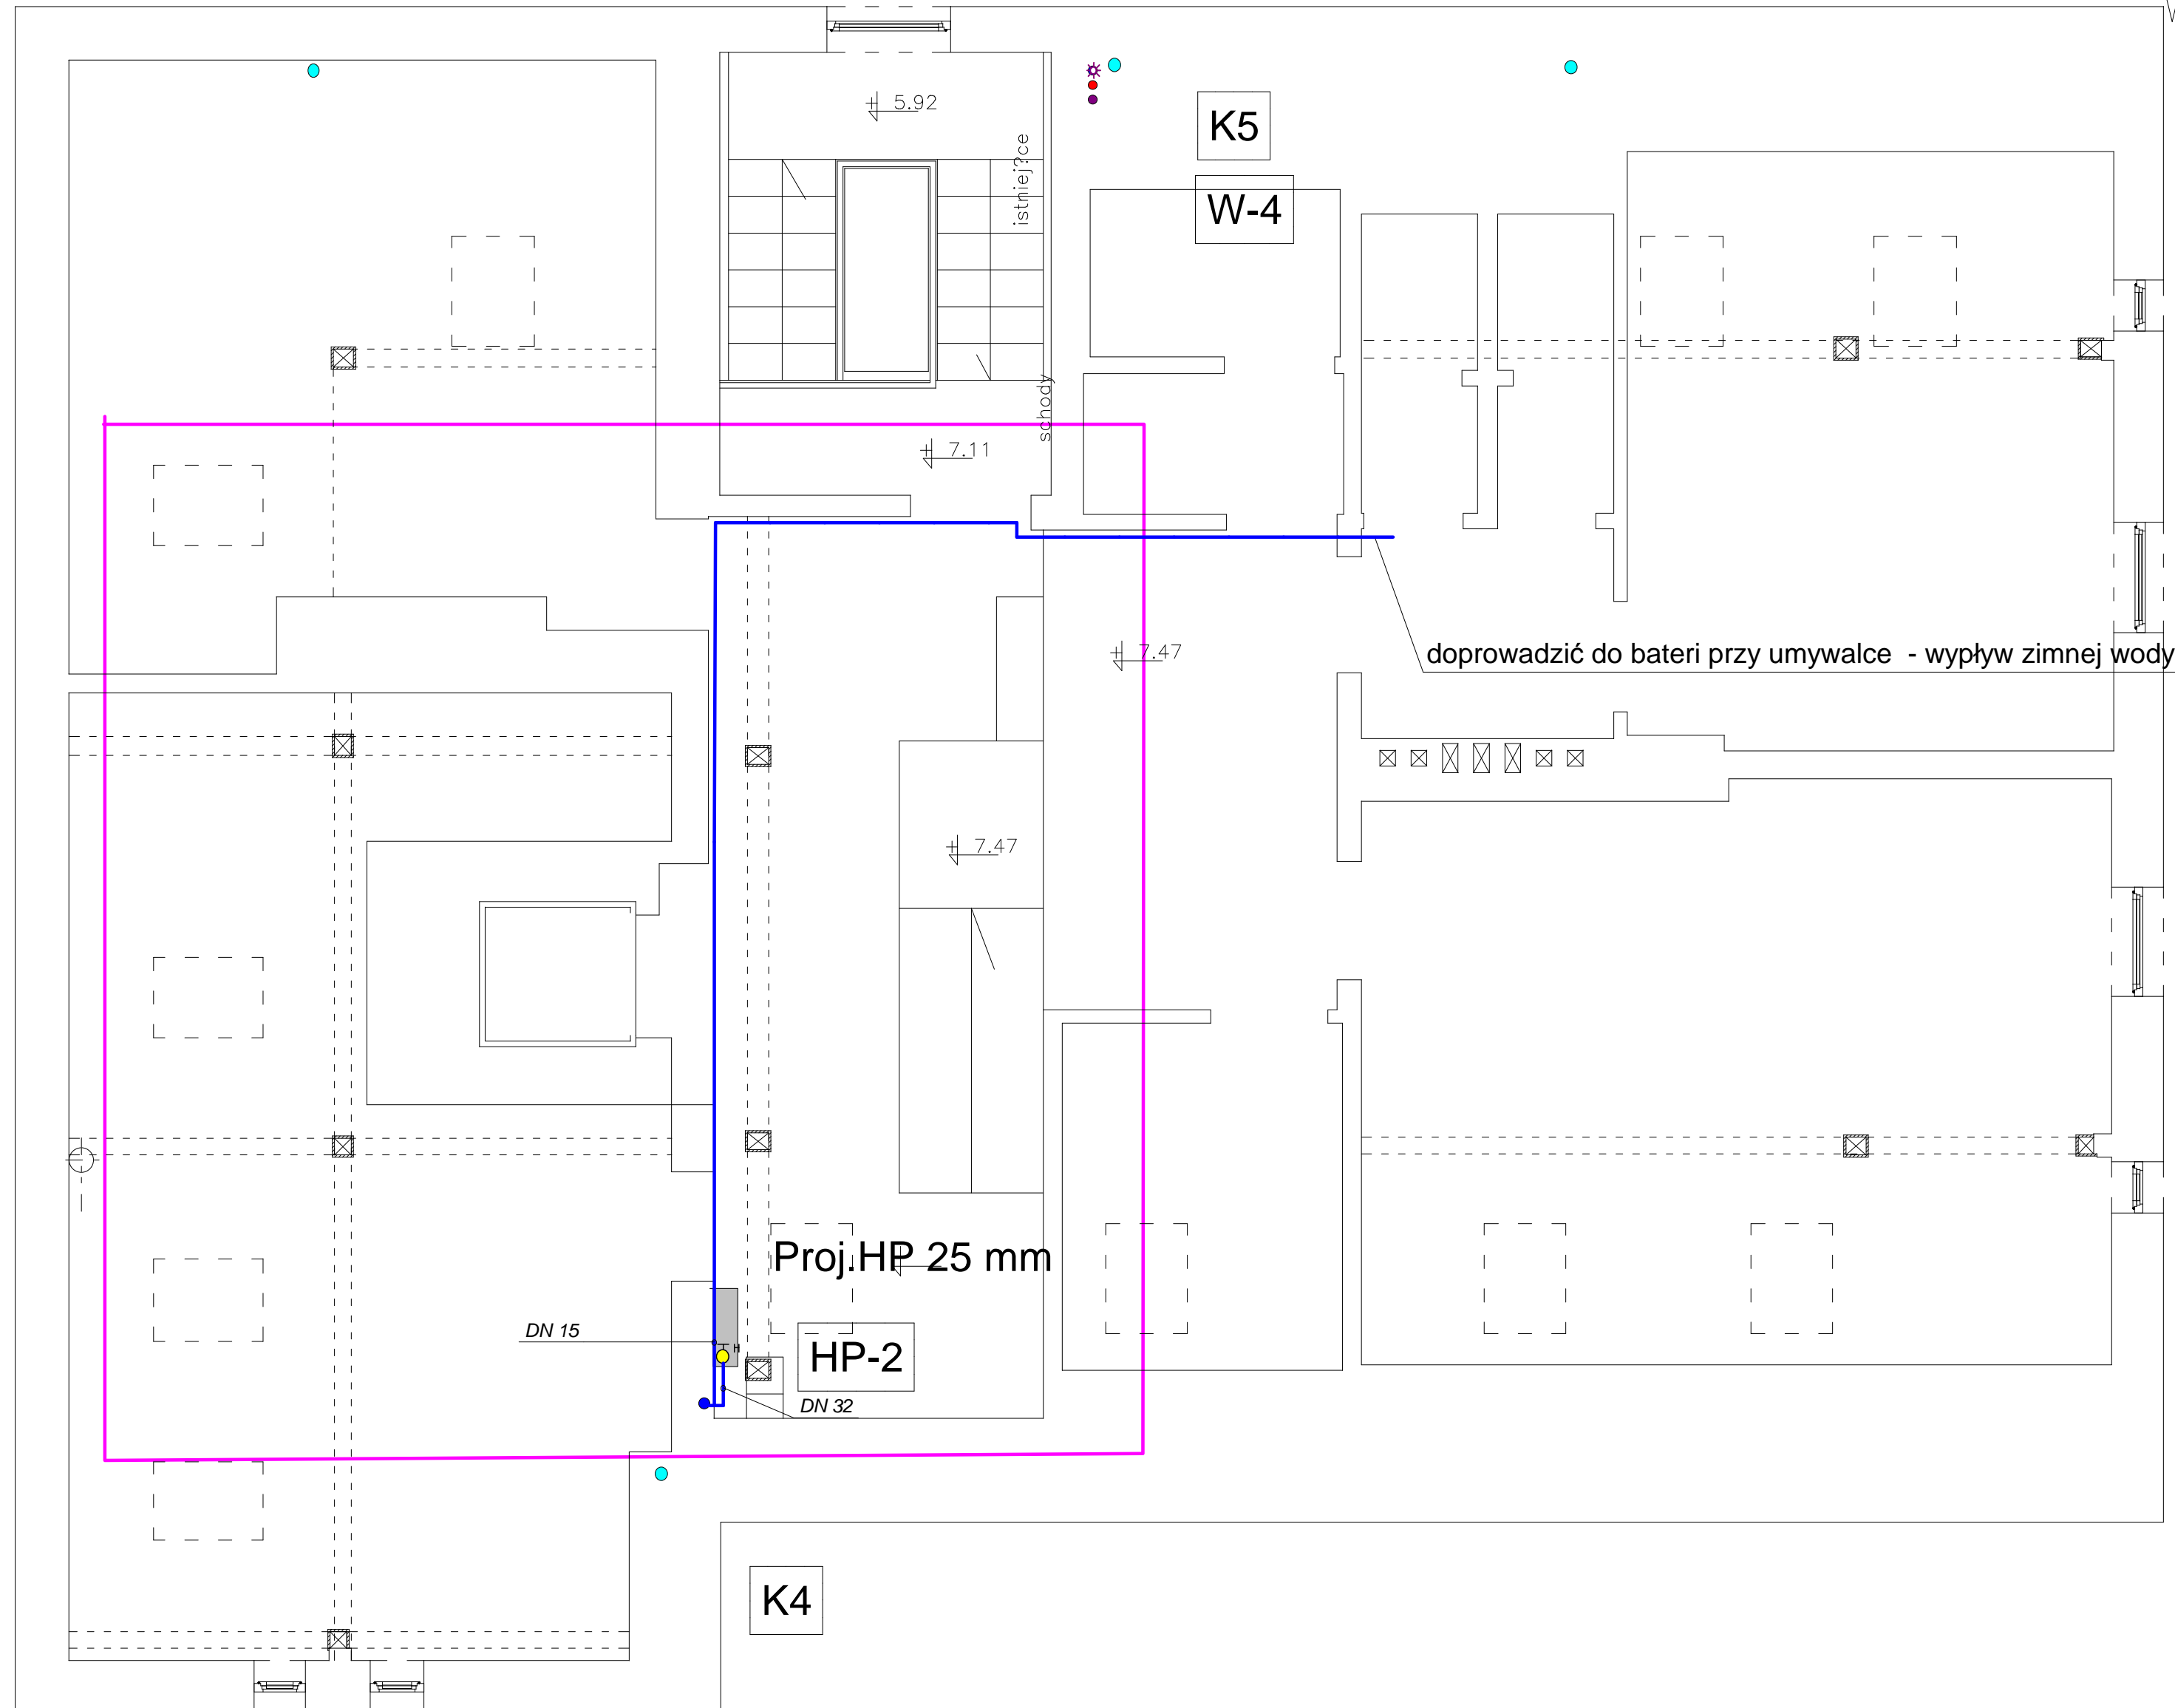 5.92
istniej?ce
K5
W-4
schody
7.11
7.47
doprowadzić do bateri przy umywalce - wypływ zimnej wody
7.47
Proj.HP 25 mm
DN 15
H
HP-2
DN 32
K4